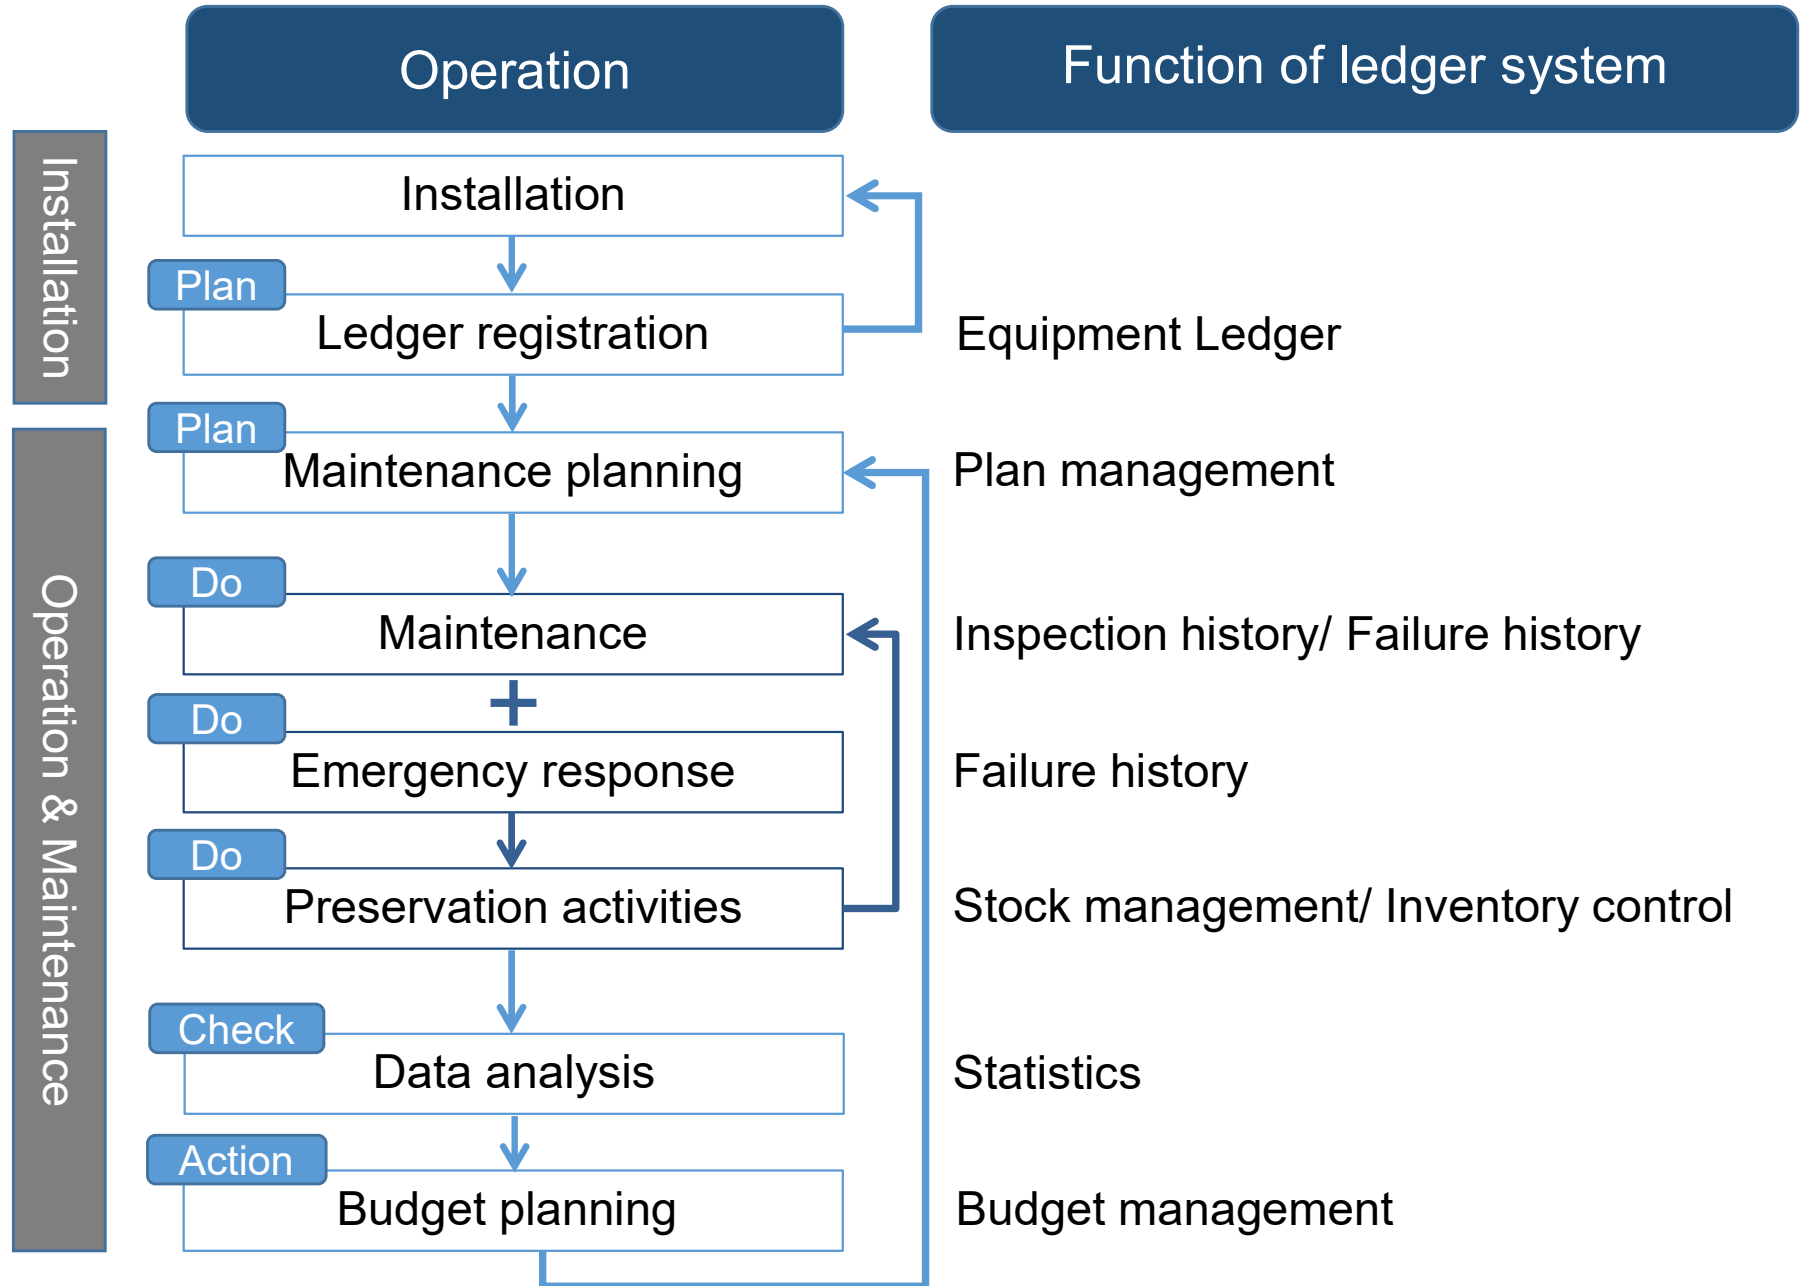 Operation
Function of ledger system
Installation
Installation
Plan
Ledger registration
Equipment Ledger
Operation & Maintenance
Plan
Maintenance planning
Plan management
Do
Maintenance
Inspection history/ Failure history
+
Do
Emergency response
Failure history
Do
Preservation activities
Stock management/ Inventory control
Check
Data analysis
Statistics
Action
Budget planning
Budget management